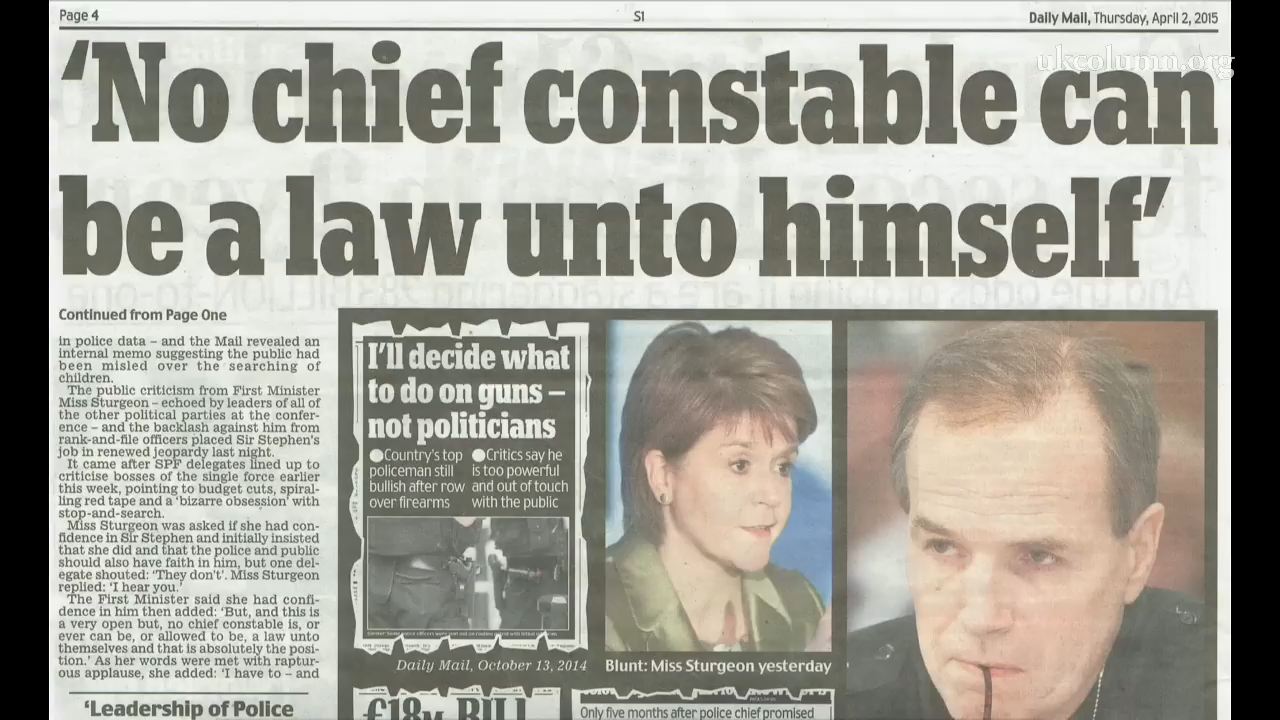 Page 4
S1
Daily Mail, Thursday, April 2, 2015
ukcolumn.org
‘No chief constable can
be a law unto himself’
Continued from Page One
in police data – and the Mail revealed an
internal memo suggesting the public had
been misled over the searching of
children.
The public criticism from First Minister
Miss Sturgeon – echoed by leaders of all of
the other political parties at the confer-
ence – and the backlash against him from
rank-and-file officers placed Sir Stephen’s
job in renewed jeopardy last night.
It came after SPF delegates lined up to
criticise bosses of the single force earlier
this week, pointing to budget cuts, spiral-
ling red tape and a ‘bizarre obsession’ with
stop-and-search.
Miss Sturgeon was asked if she had con-
fidence in Sir Stephen and initially insisted
that she did and that the police and public
should also have faith in him, but one del-
egate shouted: ‘They don’t’. Miss Sturgeon
replied: ‘I hear you.’
The First Minister said she had confi-
dence in him then added: ‘But, and this is
a very open but, no chief constable is, or
ever can be, or allowed to be, a law unto
themselves and that is absolutely the posi-
tion.’ As her words were met with raptur-
ous applause, she added: ‘I have to – and
‘Leadership of Police
I’ll decide what
to do on guns –
not politicians
●Country’s top
policeman still
bullish after row
over firearms
●Critics say he
is too powerful
and out of touch
with the public
Daily Mail, October 13, 2014
Blunt: Miss Sturgeon yesterday
£18m BILL
Only five months after police chief promised